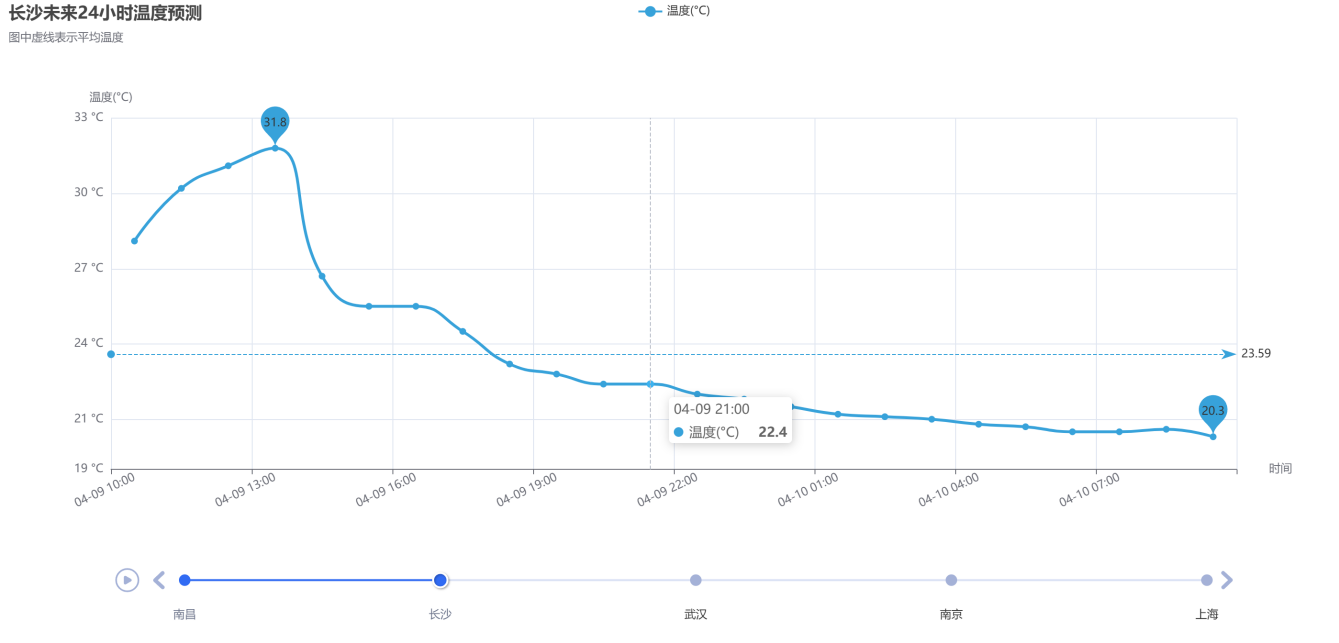 长沙未来24小时温度预测
温度(°C)
图中虚线表示平均温度
温度(°C)
33 °C
31.8
30 °C
27 °C
24 °C
23.59
04-09 21:00
温度(°C) 22.4
20.3
21 °C
19 °C
时间
04-09 10:00
04-09 13:00
04-09 16:00
04-09 19:00
04-09 22:00
04-10 01:00
04-10 04:00
04-10 07:00
南昌
长沙
武汉
南京
上海